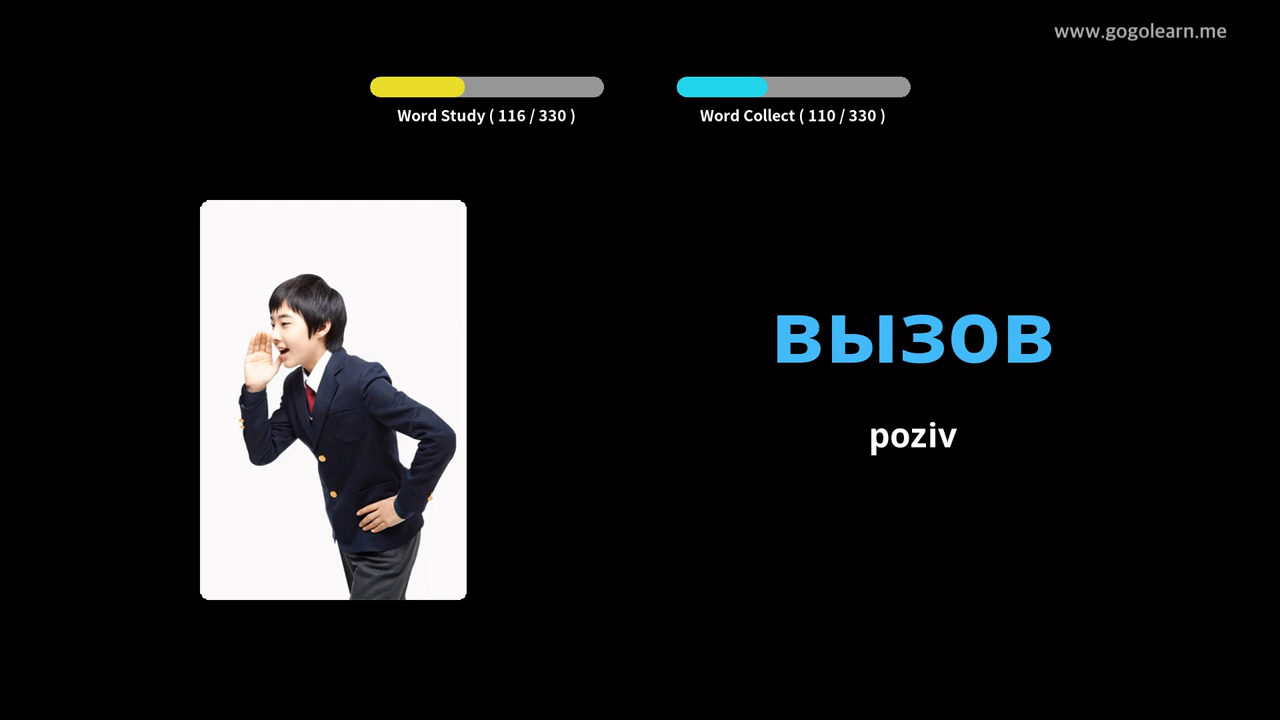 www.gogolearn.me
Word Study ( 116 / 330 )
Word Collect ( 110 / 330 )
вызов
poziv